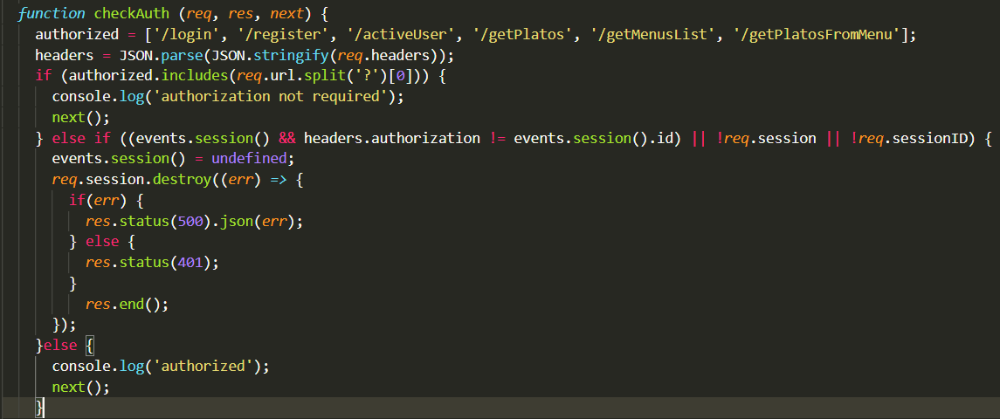 function checkAuth (req, res, next) {
authorized = ['/login', '/register', '/activeUser', '/getPlatos', '/getMenusList', '/getPlatosFromMenu'];
headers = JSON.parse(JSON.stringify(req.headers));
if (authorized.includes(req.url.split('?')[0])) {
console.log('authorization not required');
next();
} else if ((events.session() && headers.authorization != events.session().id) || !req.session || !req.sessionID) {
events.session() = undefined;
req.session.destroy((err) => {
if(err) {
res.status(500).json(err);
} else {
res.status(401);
}
res.end();
});
}else {
console.log('authorized');
next();
}